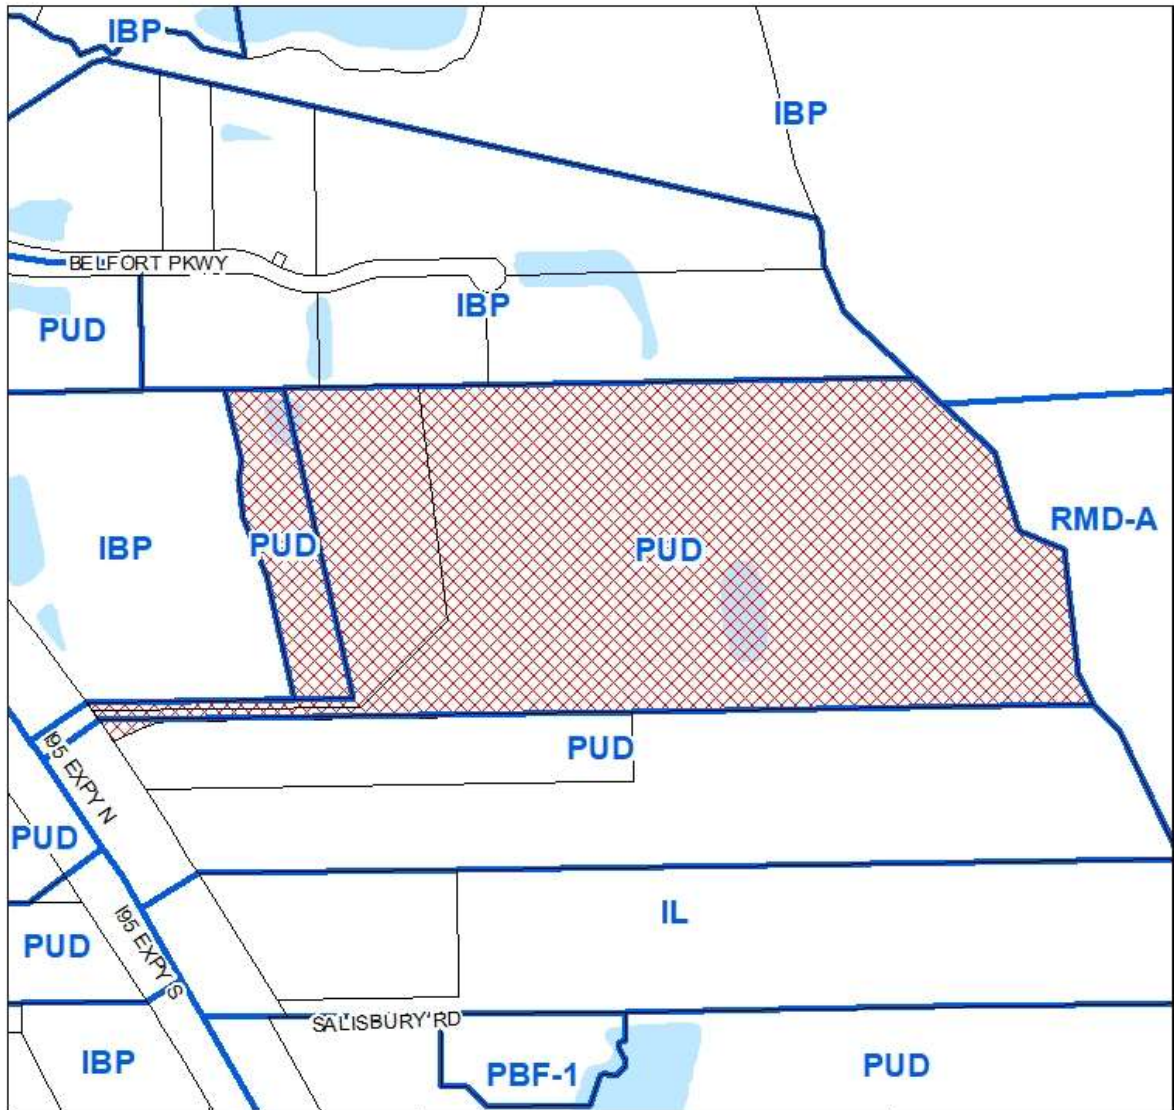 IBP
IBP
BELFORT PKWY
IBP
PUD
RMD-A
IBP
PUD
PUD
PUD
I95 EXPY N
PUD
IL
I95 EXPY S
PUD
SALISBURY RD
IBP
PBF-1
PUD